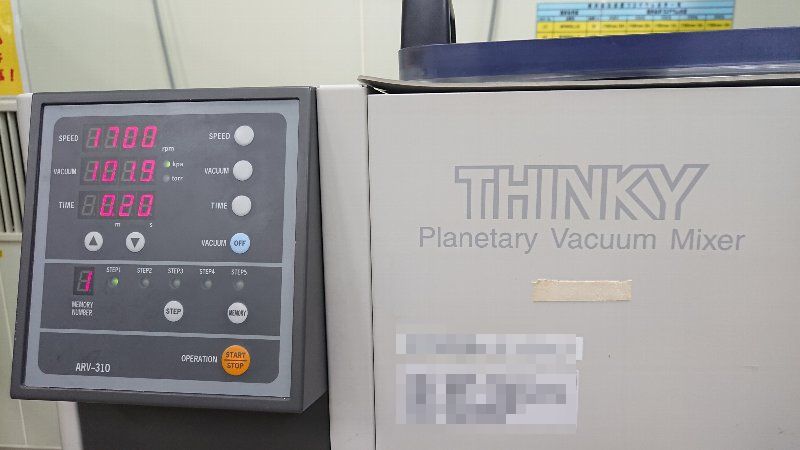 SPEED 1700 rpm SPEED
VACUUM 101.9 kpa VACUUM
torr
TIME 0.20 TIME
m s
VACUUM OFF
1 STEP1 STEP2 STEP3 STEP4 STEP5
MEMORY NUMBER STEP MEMORY
OPERATION START/STOP
ARV-310
THINKY
Planetary Vacuum Mixer